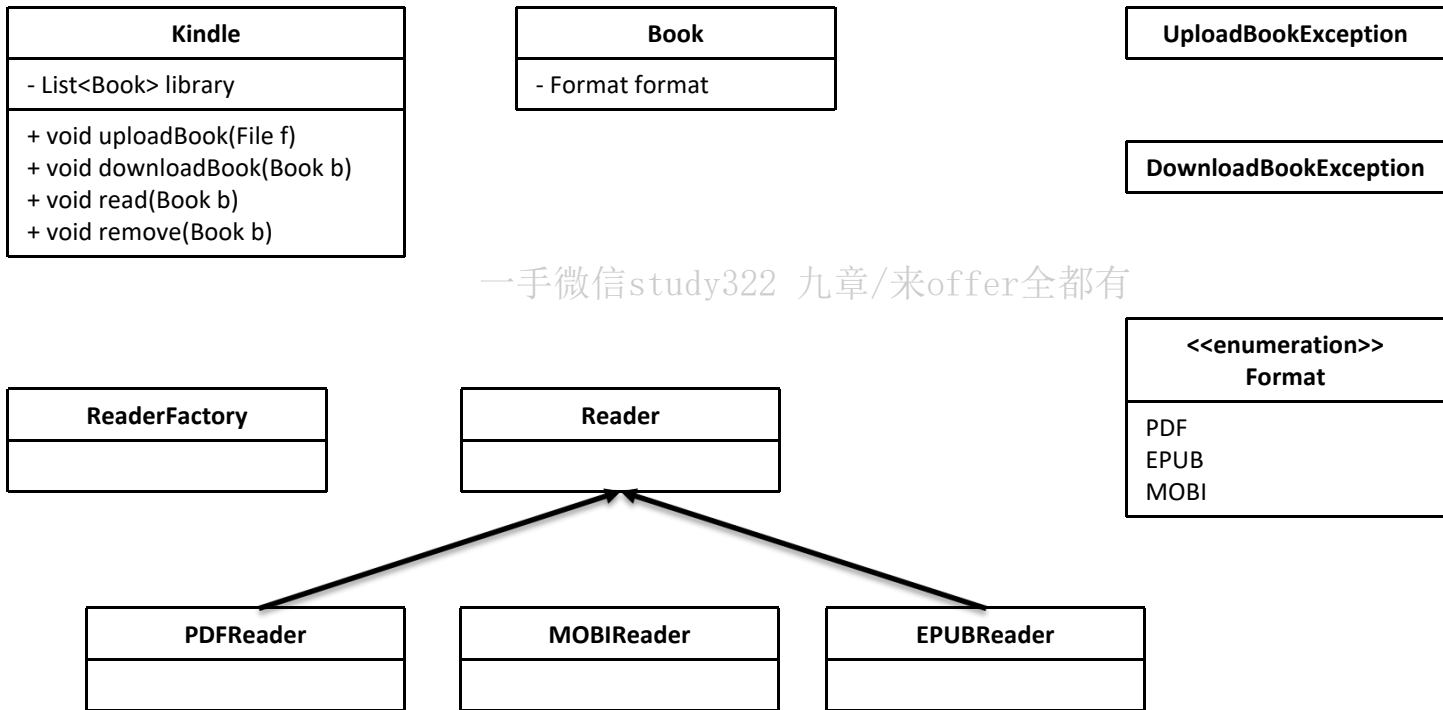 Kindle
- List<Book> library
+ void uploadBook(File f)
+ void downloadBook(Book b)
+ void read(Book b)
+ void remove(Book b)
Book
- Format format
UploadBookException
DownloadBookException
一手微信study322 九章/来offer全都有
<<enumeration>>
Format
PDF
EPUB
MOBI
ReaderFactory
Reader
PDFReader
MOBIReader
EPUBReader